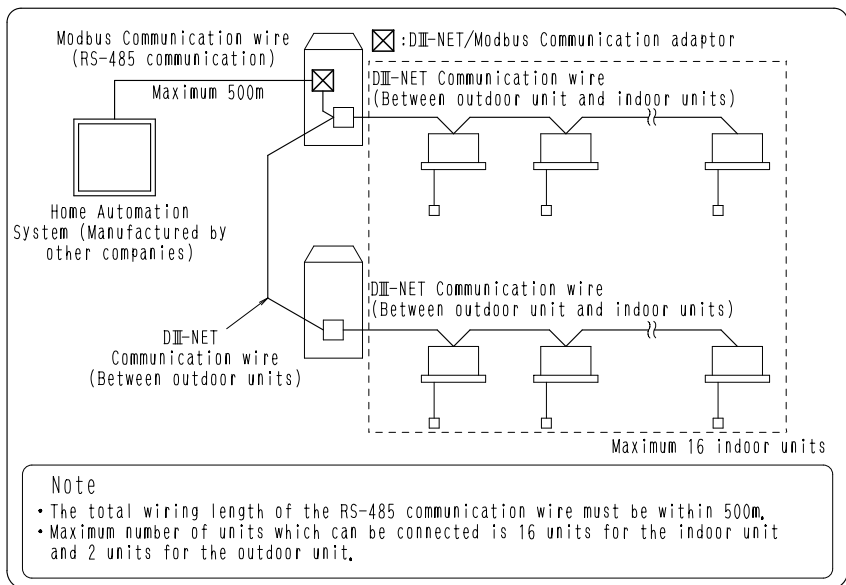 Modbus Communication wire
(RS-485 communication)
Maximum 500m
:DⅢ-NET/Modbus Communication adaptor
DⅢ-NET Communication wire
(Between outdoor unit and indoor units)
Home Automation
System (Manufactured by
other companies)
DⅢ-NET Communication wire
(Between outdoor unit and indoor units)
DⅢ-NET
Communication wire
(Between outdoor units)
Maximum 16 indoor units
Note
• The total wiring length of the RS-485 communication wire must be within 500m.
• Maximum number of units which can be connected is 16 units for the indoor unit
and 2 units for the outdoor unit.